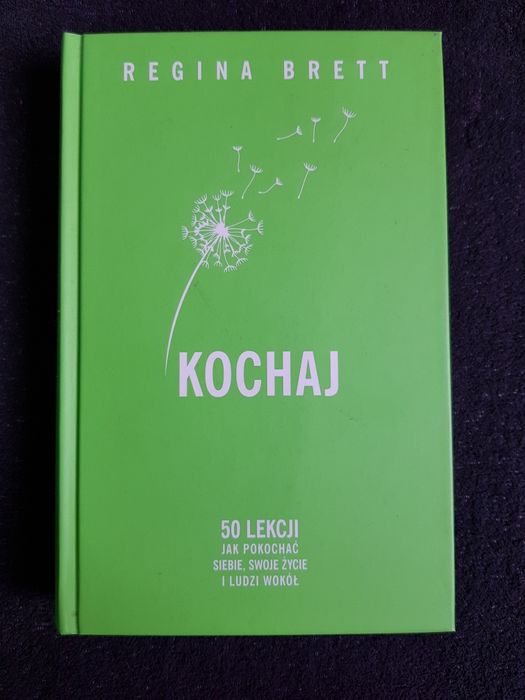 REGINA BRETT
KOCHAJ
50 LEKCJI
JAK POKOCHAĆ
SIEBIE, SWOJE ŻYCIE
I LUDZI WOKÓŁ